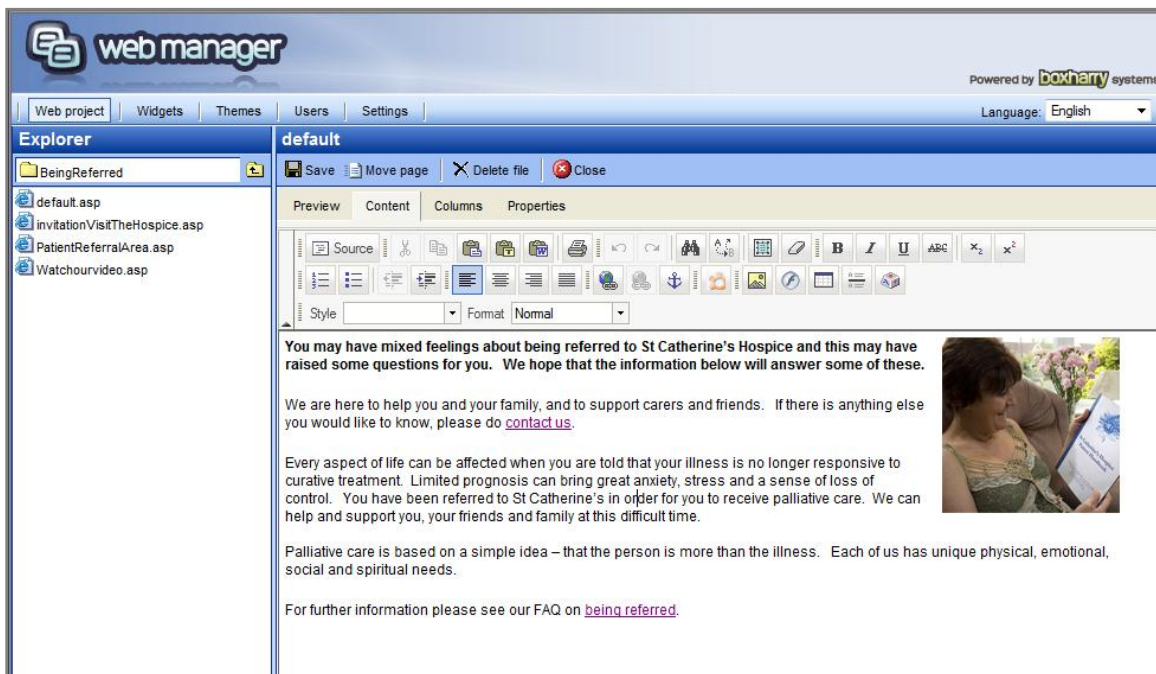 web manager
Powered by boxharry systems
Web project Widgets Themes Users Settings Language: English
Explorer
default
BeingReferred
Save Move page Delete file Close
default.asp
invitationVisitTheHospice.asp
PatientReferralArea.asp
Watchourvideo.asp
Preview Content Columns Properties
Source B I U ABC x₂ x²
Style Format Normal
You may have mixed feelings about being referred to St Catherine’s Hospice and this may have
raised some questions for you. We hope that the information below will answer some of these.
We are here to help you and your family, and to support carers and friends. If there is anything else
you would like to know, please do contact us.
Every aspect of life can be affected when you are told that your illness is no longer responsive to
curative treatment. Limited prognosis can bring great anxiety, stress and a sense of loss of
control. You have been referred to St Catherine’s in order for you to receive palliative care. We can
help and support you, your friends and family at this difficult time.
Palliative care is based on a simple idea – that the person is more than the illness. Each of us has unique physical, emotional,
social and spiritual needs.
For further information please see our FAQ on being referred.